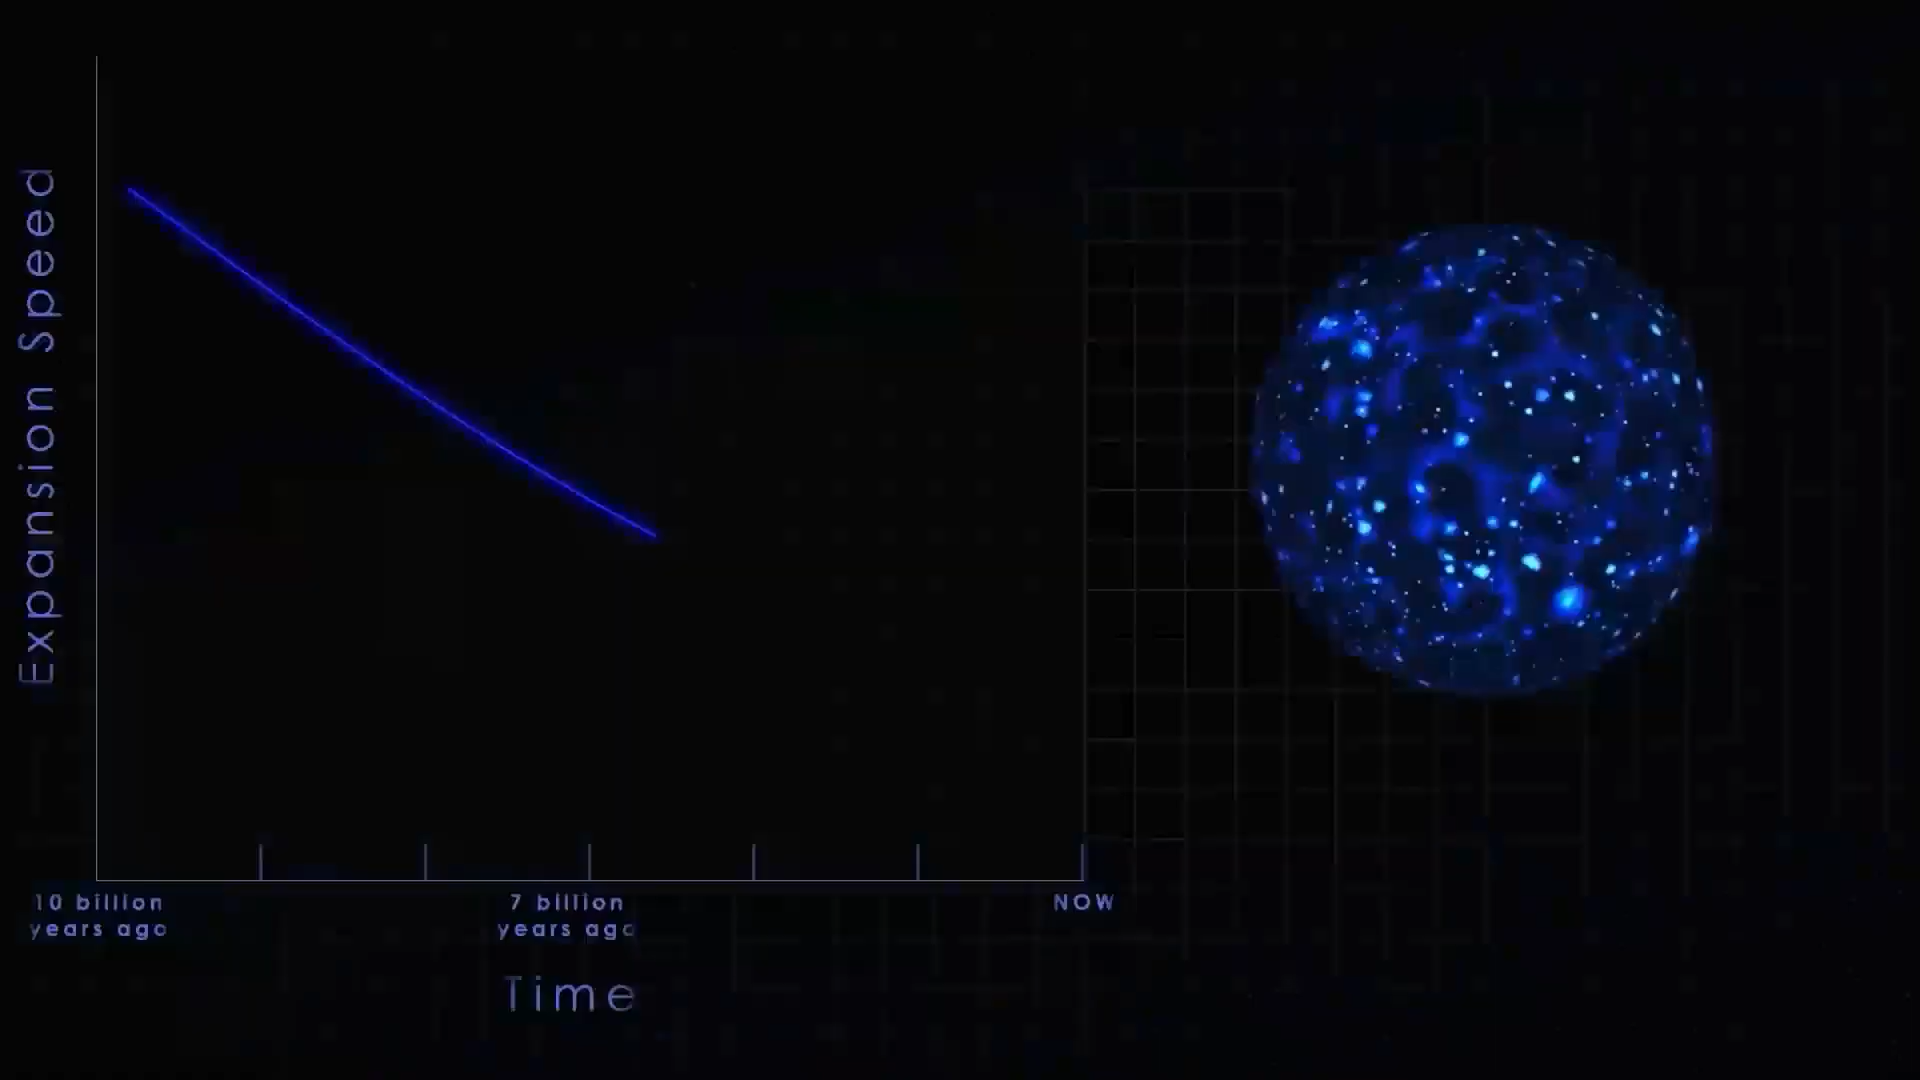 Expansion Speed
10 billion
years ago
7 billion
years ago
NOW
Time